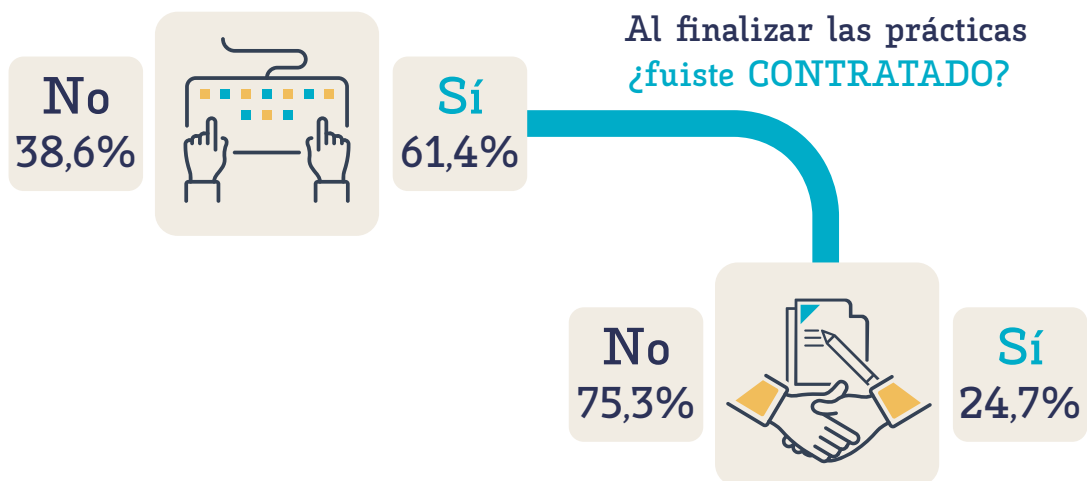 Al finalizar las prácticas
¿fuiste CONTRATADO?
No
38,6%
Sí
61,4%
No
75,3%
Sí
24,7%